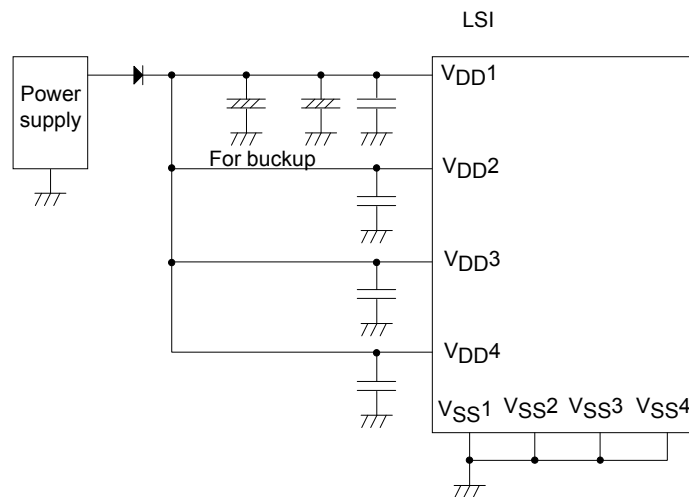 LSI
Power
supply
VDD1
For buckup
VDD2
VDD3
VDD4
VSS1 VSS2 VSS3 VSS4